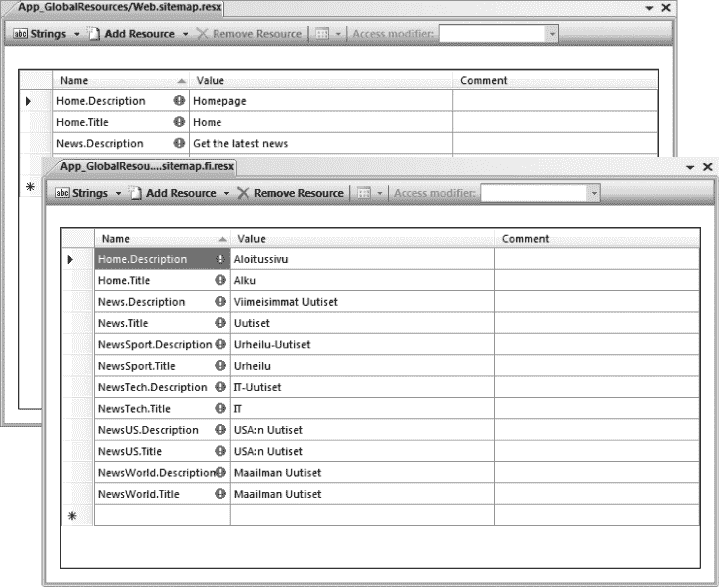 App_GlobalResources/Web.sitemap.resx
abc Strings Add Resource Remove Resource Access modifier:
Name Value Comment
Home.Description Homepage
Home.Title Home
News.Description Get the latest news
App_GlobalResou....sitemap.fi.resx
abc Strings Add Resource Remove Resource Access modifier:
Name Value Comment
Home.Description Aloitussivu
Home.Title Alku
News.Description Viimeisimmat Uutiset
News.Title Uutiset
NewsSport.Description Urheilu-Uutiset
NewsSport.Title Urheilu
NewsTech.Description IT-Uutiset
NewsTech.Title IT
NewsUS.Description USA:n Uutiset
NewsUS.Title USA:n Uutiset
NewsWorld.Description Maailman Uutiset
NewsWorld.Title Maailman Uutiset